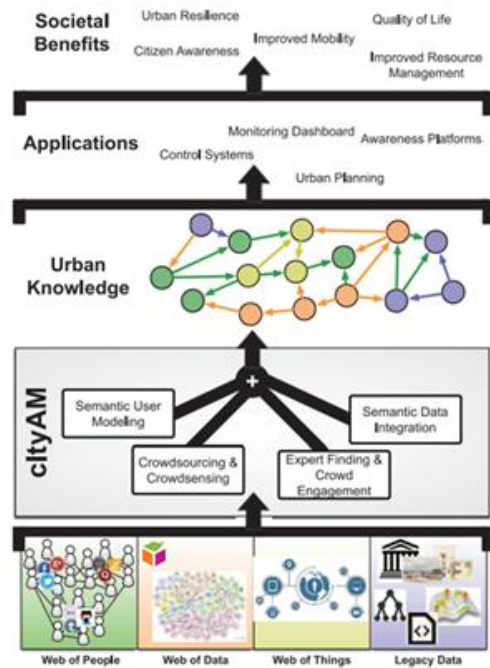 Societal
Benefits
Urban Resilience
Quality of Life
Improved Mobility
Citizen Awareness
Improved Resource
Management
Applications
Monitoring Dashboard
Awareness Platforms
Control Systems
Urban Planning
Urban
Knowledge
cItyAM
+
Semantic User
Modeling
Semantic Data
Integration
Crowdsourcing &
Crowdsensing
Expert Finding &
Crowd
Engagement
Web of People
Web of Data
Web of Things
Legacy Data